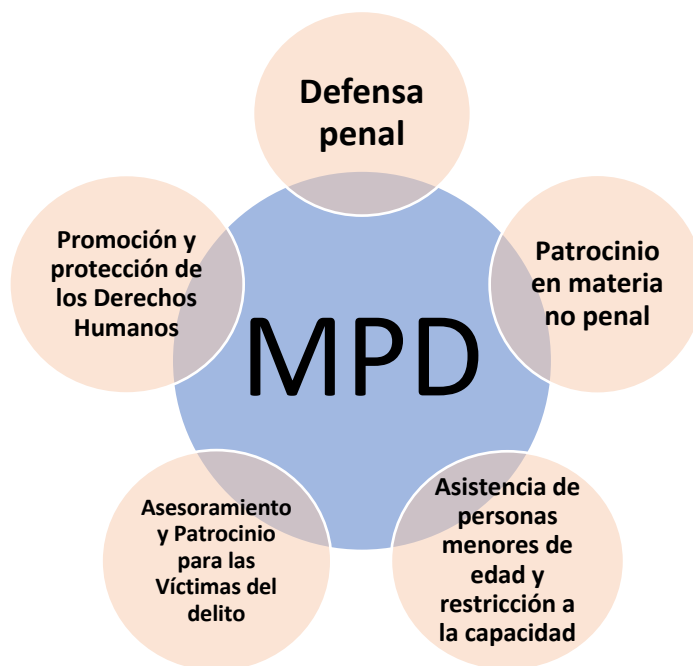 Defensa
penal
Promoción y
protección de
los Derechos
Humanos
Patrocinio
en materia
no penal
MPD
Asesoramiento
y Patrocinio
para las
Víctimas del
delito
Asistencia de
personas
menores de
edad y
restricción a
la capacidad